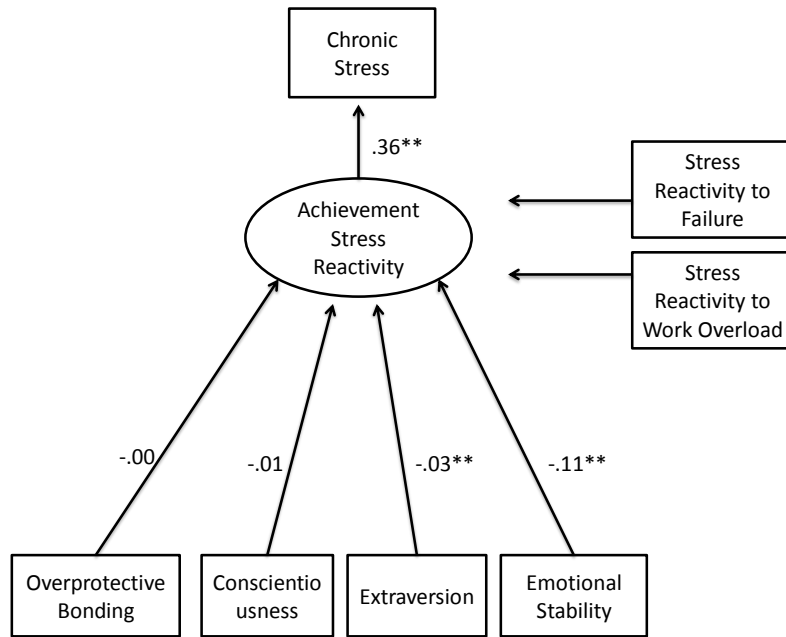 Chronic
Stress
.36**
Achievement
Stress
Reactivity
Stress
Reactivity to
Failure
Stress
Reactivity to
Work Overload
-.00
-.01
-.03**
-.11**
Overprotective
Bonding
Conscientio
usness
Extraversion
Emotional
Stability